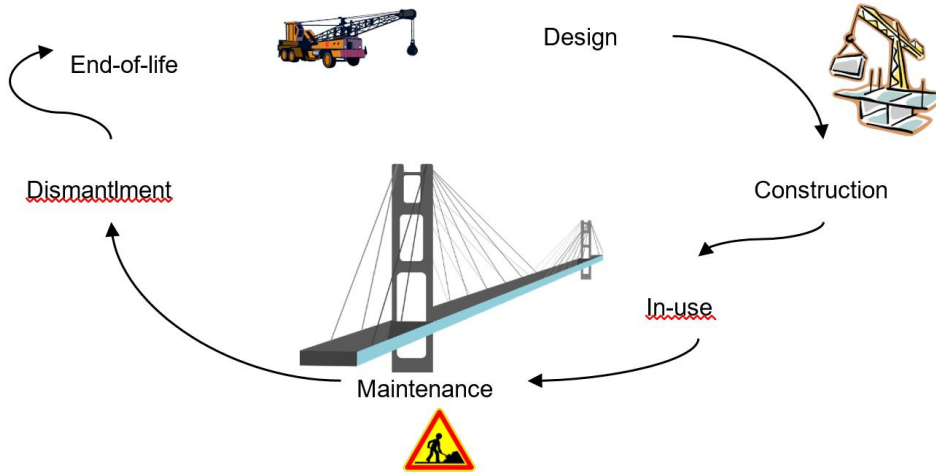 Design
Construction
In-use
Maintenance
Dismantlment
End-of-life